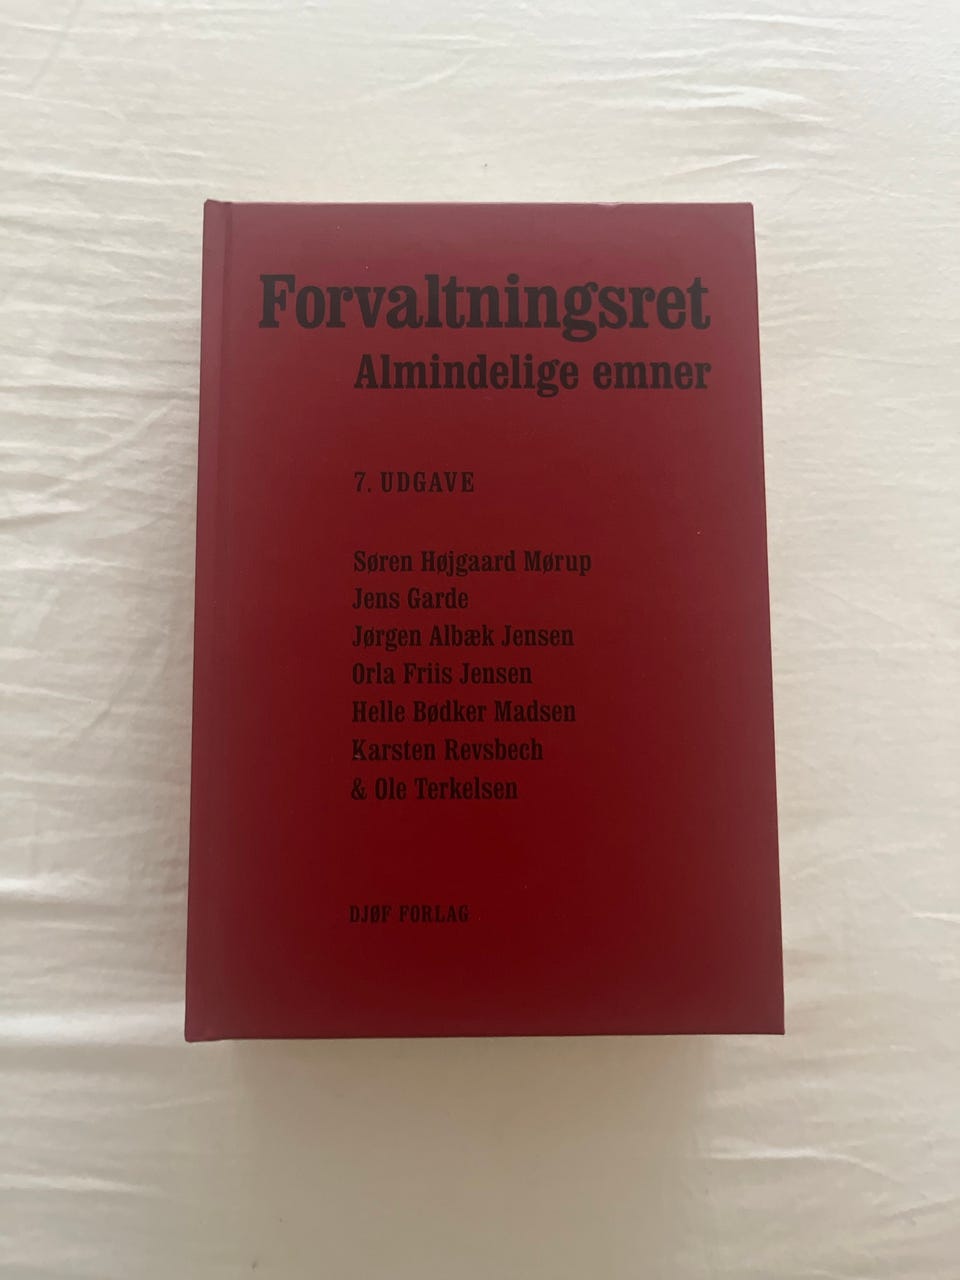 Forvaltningsret
Almindelige emner
7. UDGAVE
Søren Højgaard Mørup
Jens Garde
Jørgen Albæk Jensen
Orla Friis Jensen
Helle Bødker Madsen
Karsten Revsbech
& Ole Terkelsen
DJØF FORLAG